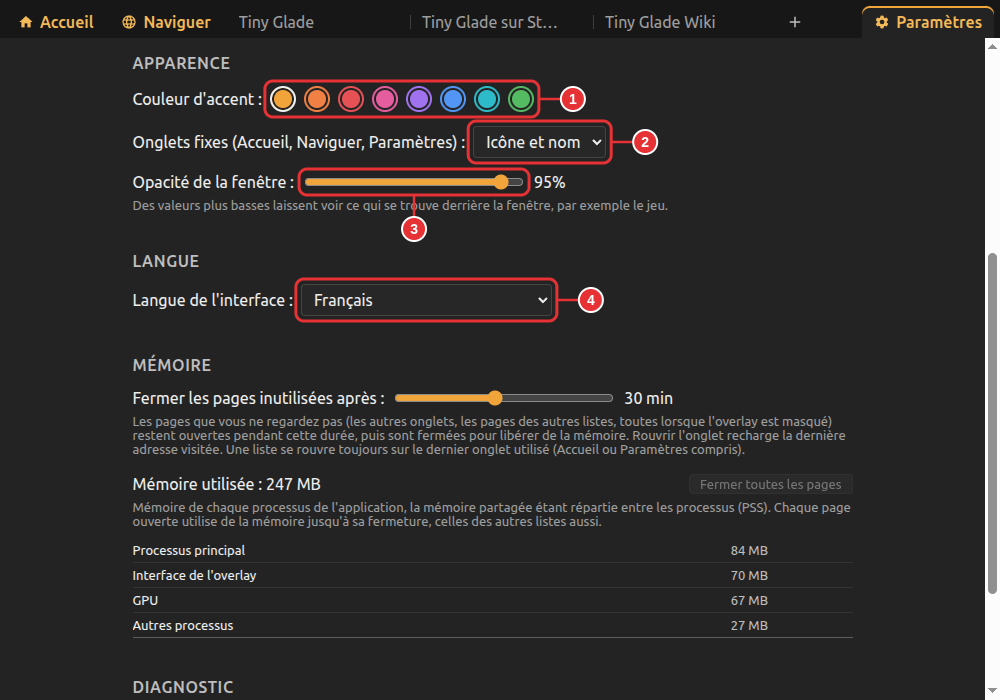 Accueil Naviguer Tiny Glade Tiny Glade sur St… Tiny Glade Wiki + Paramètres
APPARENCE
Couleur d'accent : 1
Onglets fixes (Accueil, Naviguer, Paramètres) : Icône et nom 2
Opacité de la fenêtre : 95%
Des valeurs plus basses laissent voir ce qui se trouve derrière la fenêtre, par exemple le jeu.
3
LANGUE
Langue de l'interface : Français 4
MÉMOIRE
Fermer les pages inutilisées après : 30 min
Les pages que vous ne regardez pas (les autres onglets, les pages des autres listes, toutes lorsque l'overlay est masqué)
restent ouvertes pendant cette durée, puis sont fermées pour libérer de la mémoire. Rouvrir l'onglet recharge la dernière
adresse visitée. Une liste se rouvre toujours sur le dernier onglet utilisé (Accueil ou Paramètres compris).
Mémoire utilisée : 247 MB Fermer toutes les pages
Mémoire de chaque processus de l'application, la mémoire partagée étant répartie entre les processus (PSS). Chaque page
ouverte utilise de la mémoire jusqu'à sa fermeture, celles des autres listes aussi.
Processus principal 84 MB
Interface de l'overlay 70 MB
GPU 67 MB
Autres processus 27 MB
DIAGNOSTIC